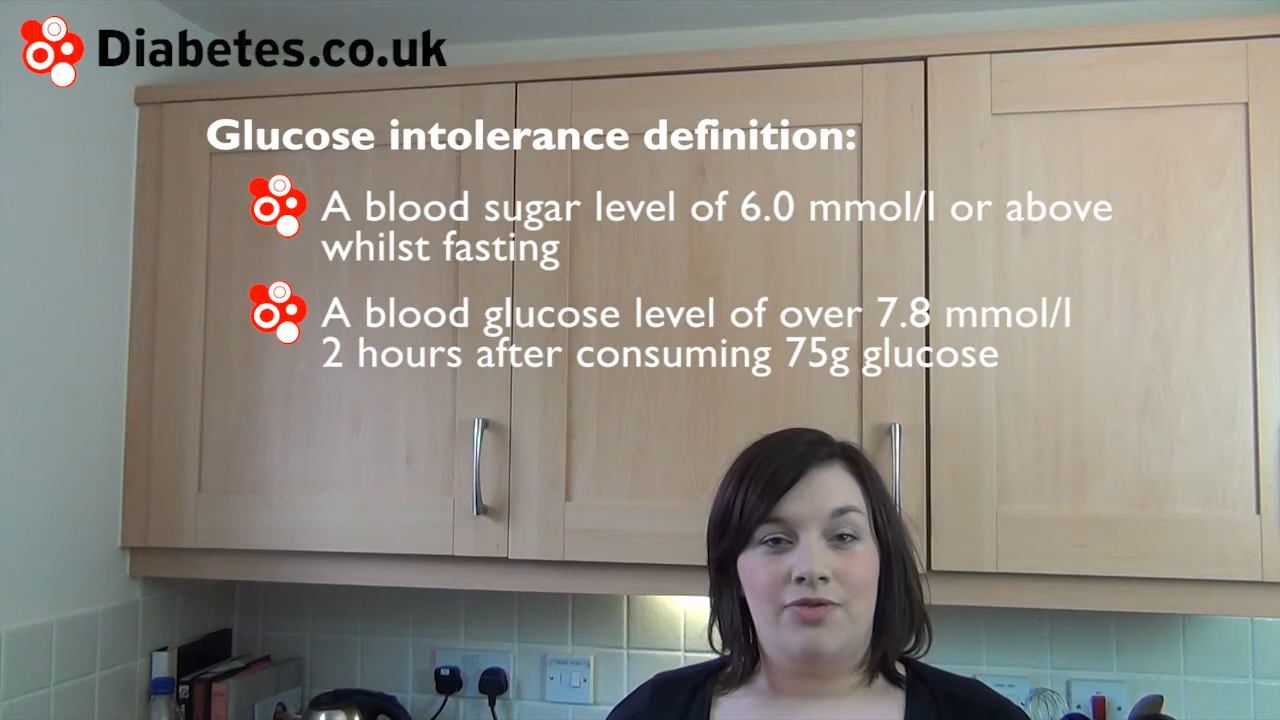 Diabetes.co.uk
Glucose intolerance definition:
A blood sugar level of 6.0 mmol/l or above
whilst fasting
A blood glucose level of over 7.8 mmol/l
2 hours after consuming 75g glucose